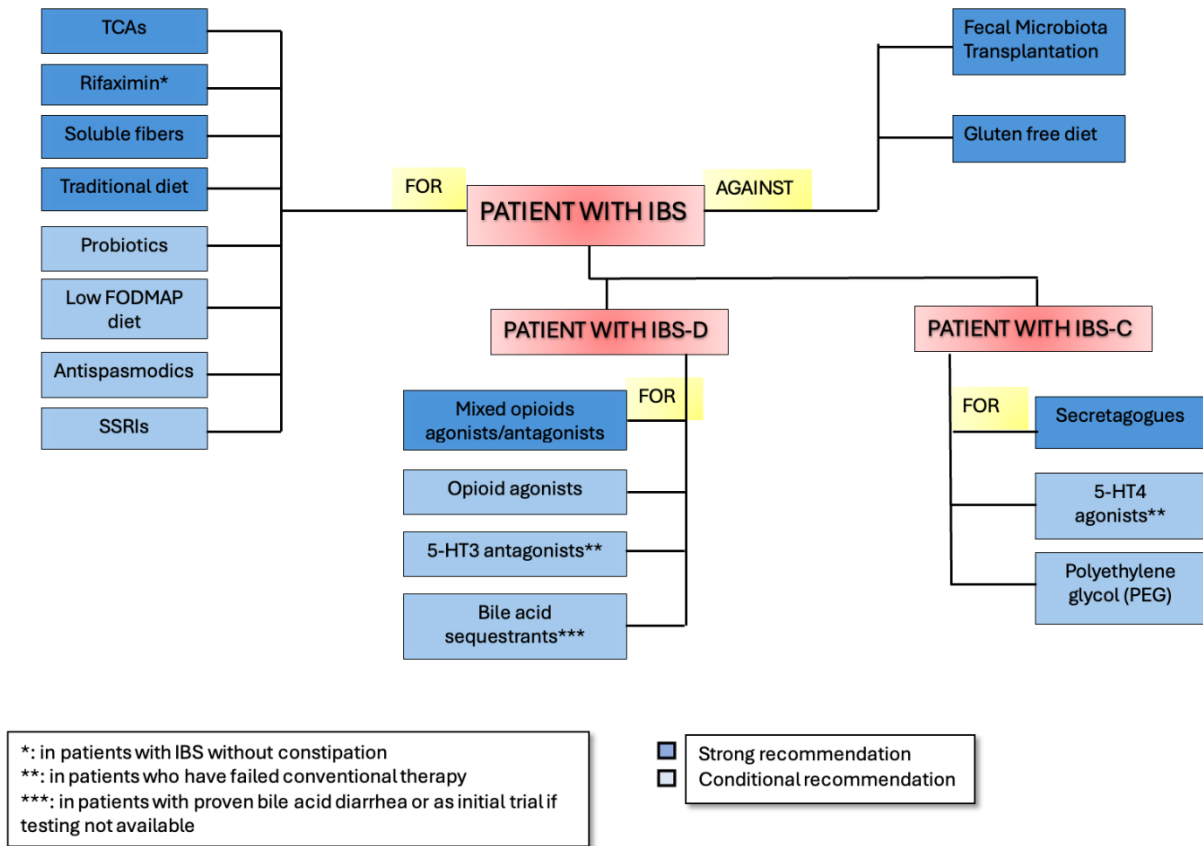 TCAs
Rifaximin*
Soluble fibers
Traditional diet
Probiotics
Low FODMAP
diet
Antispasmodics
SSRIs
FOR
PATIENT WITH IBS
AGAINST
Fecal Microbiota
Transplantation
Gluten free diet
PATIENT WITH IBS-D
FOR
Mixed opioids
agonists/antagonists
Opioid agonists
5-HT3 antagonists**
Bile acid
sequestrants***
PATIENT WITH IBS-C
FOR
Secretagogues
5-HT4
agonists**
Polyethylene
glycol (PEG)
*: in patients with IBS without constipation
**: in patients who have failed conventional therapy
***: in patients with proven bile acid diarrhea or as initial trial if
testing not available
Strong recommendation
Conditional recommendation